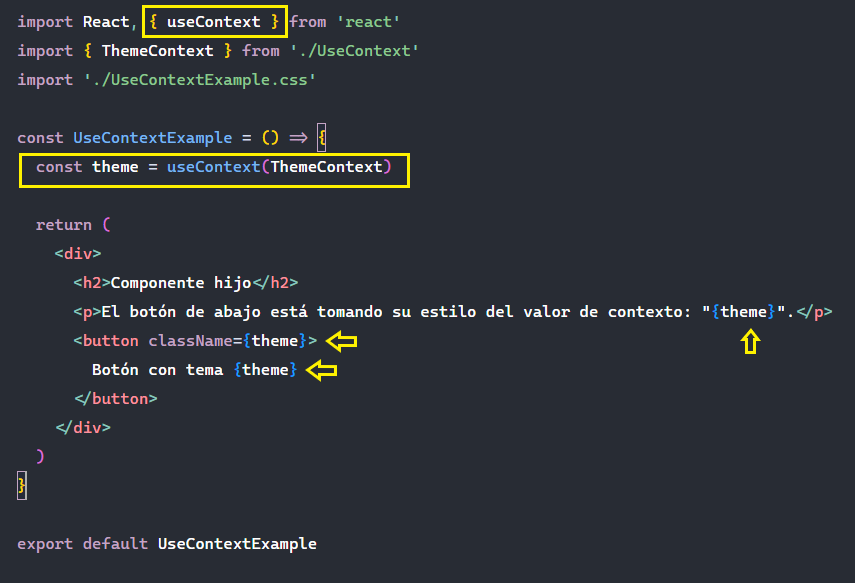 import React, { useContext } from 'react'
import { ThemeContext } from './UseContext'
import './UseContextExample.css'
const UseContextExample = () => {
const theme = useContext(ThemeContext)
return (
<div>
<h2>Componente hijo</h2>
<p>El botón de abajo está tomando su estilo del valor de contexto: "{theme}".</p>
<button className={theme}>
Botón con tema {theme}
</button>
</div>
)
}
export default UseContextExample